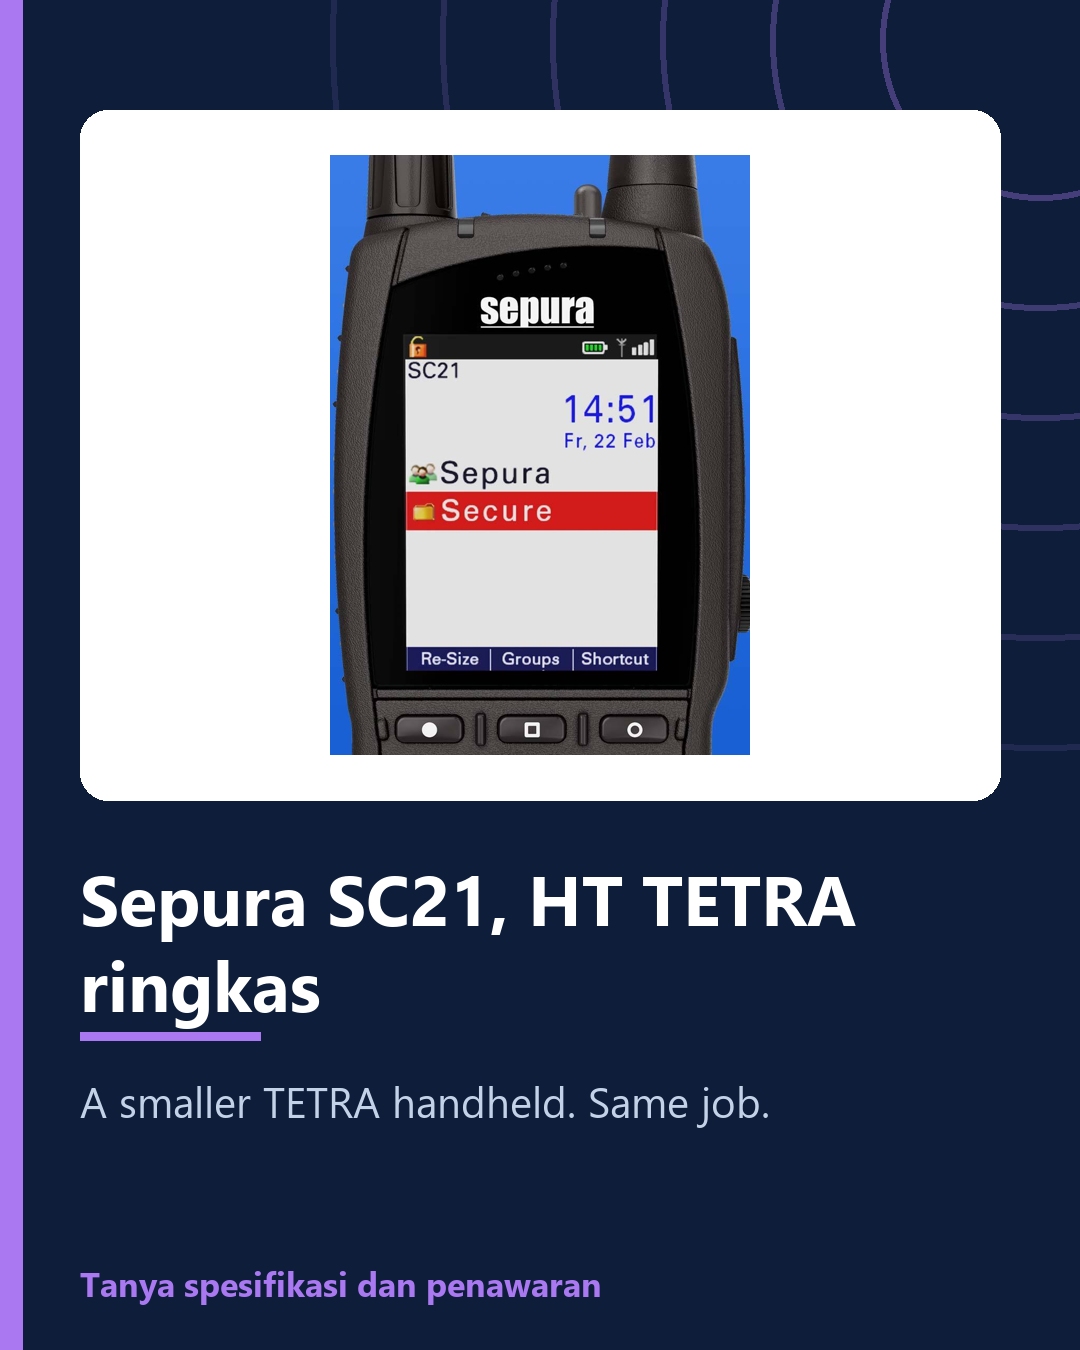 sepura
SC21
14:51
Fr, 22 Feb
Sepura
Secure
Re-Size Groups Shortcut
Sepura SC21, HT TETRA
ringkas
A smaller TETRA handheld. Same job.
Tanya spesifikasi dan penawaran